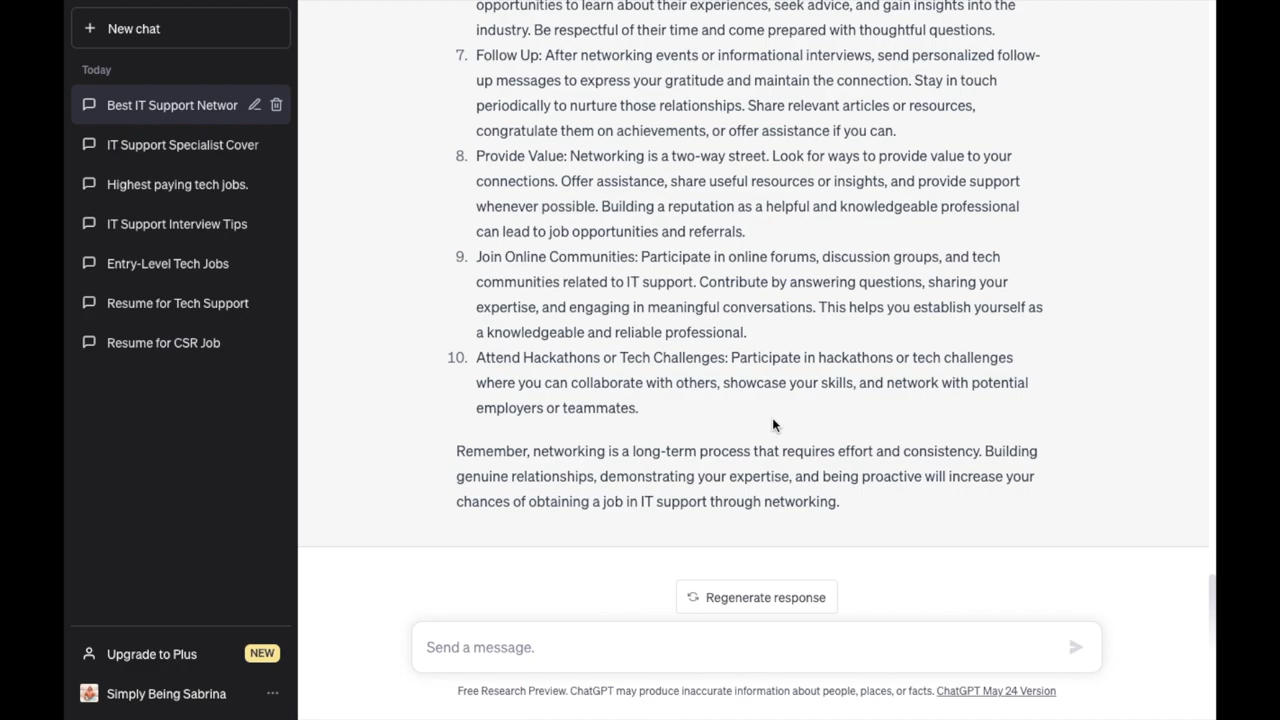 New chat
Today
Best IT Support Networ
IT Support Specialist Cover
Highest paying tech jobs.
IT Support Interview Tips
Entry-Level Tech Jobs
Resume for Tech Support
Resume for CSR Job
Upgrade to Plus NEW
Simply Being Sabrina
opportunities to learn about their experiences, seek advice, and gain insights into the
industry. Be respectful of their time and come prepared with thoughtful questions.
7. Follow Up: After networking events or informational interviews, send personalized follow-
up messages to express your gratitude and maintain the connection. Stay in touch
periodically to nurture those relationships. Share relevant articles or resources,
congratulate them on achievements, or offer assistance if you can.
8. Provide Value: Networking is a two-way street. Look for ways to provide value to your
connections. Offer assistance, share useful resources or insights, and provide support
whenever possible. Building a reputation as a helpful and knowledgeable professional
can lead to job opportunities and referrals.
9. Join Online Communities: Participate in online forums, discussion groups, and tech
communities related to IT support. Contribute by answering questions, sharing your
expertise, and engaging in meaningful conversations. This helps you establish yourself as
a knowledgeable and reliable professional.
10. Attend Hackathons or Tech Challenges: Participate in hackathons or tech challenges
where you can collaborate with others, showcase your skills, and network with potential
employers or teammates.
Remember, networking is a long-term process that requires effort and consistency. Building
genuine relationships, demonstrating your expertise, and being proactive will increase your
chances of obtaining a job in IT support through networking.
Regenerate response
Send a message.
Free Research Preview. ChatGPT may produce inaccurate information about people, places, or facts. ChatGPT May 24 Version